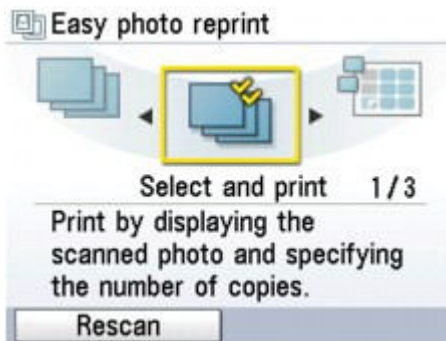 Easy photo reprint
Select and print 1/3
Print by displaying the
scanned photo and specifying
the number of copies.
Rescan